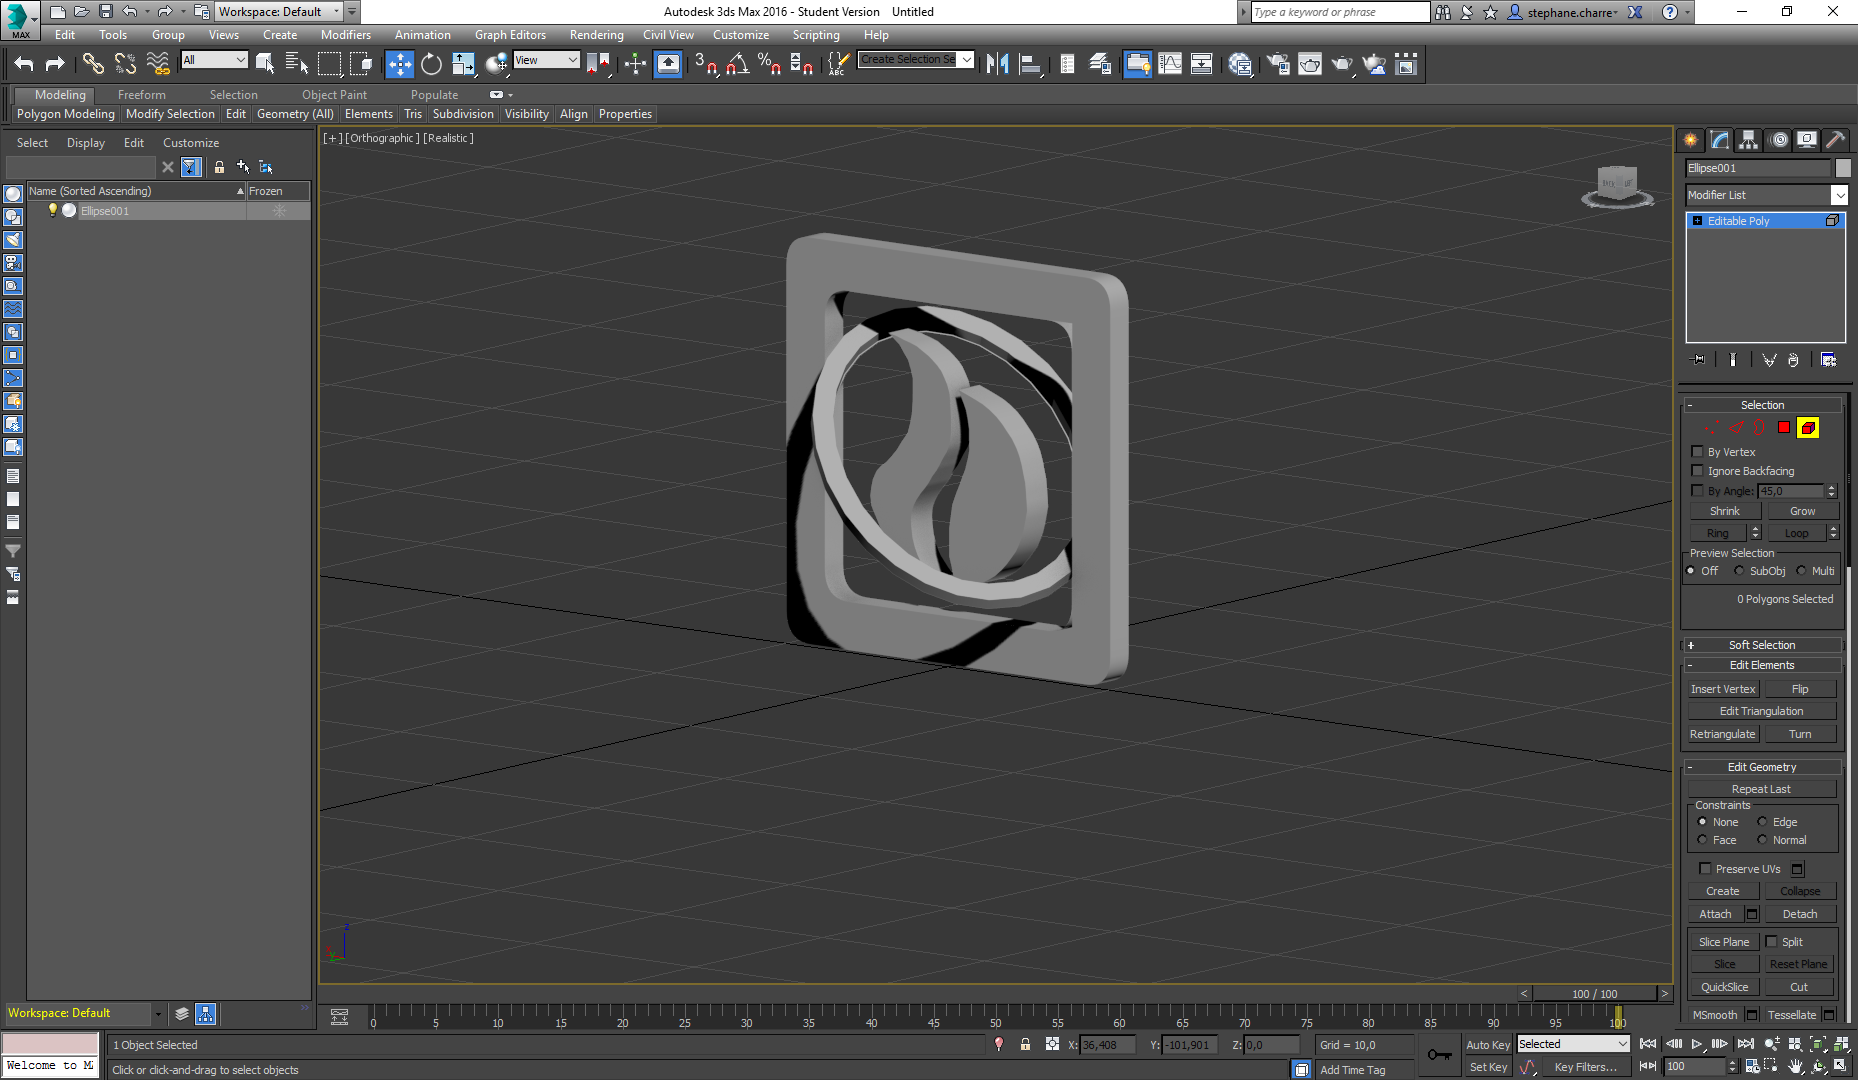 Workspace: Default
Autodesk 3ds Max 2016 - Student Version Untitled
Type a keyword or phrase
stephane.charre
MAX
Edit Tools Group Views Create Modifiers Animation Graph Editors Rendering Civil View Customize Scripting Help
All
View
3
ABC
Create Selection Se
Modeling Freeform Selection Object Paint Populate
Polygon Modeling Modify Selection Edit Geometry (All) Elements Tris Subdivision Visibility Align Properties
Select Display Edit Customize
Name (Sorted Ascending) Frozen
Ellipse001
[+] [Orthographic] [Realistic]
Ellipse001
Modifier List
Editable Poly
Selection
By Vertex
Ignore Backfacing
By Angle: 45,0
Shrink Grow
Ring Loop
Preview Selection
Off SubObj Multi
0 Polygons Selected
+ Soft Selection
- Edit Elements
Insert Vertex Flip
Edit Triangulation
Retriangulate Turn
- Edit Geometry
Repeat Last
Constraints
None Edge
Face Normal
Preserve UVs
Create Collapse
Attach Detach
Slice Plane Split
Slice Reset Plane
QuickSlice Cut
MSmooth Tessellate
z
Y
< 100 / 100 >
Workspace: Default
0 5 10 15 20 25 30 35 40 45 50 55 60 65 70 75 80 85 90 95 100
1 Object Selected
X: 36,408 Y: -101,901 Z: 0,0
Grid = 10,0
Auto Key Selected
Welcome to M
Click or click-and-drag to select objects
Add Time Tag
Set Key Key Filters...
100